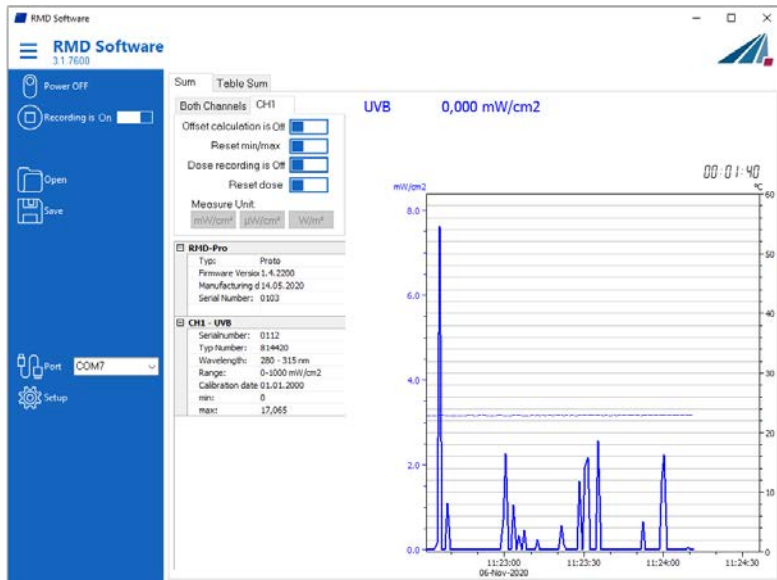 RMD Software
RMD Software
3.1.7600
Power OFF
Recording is On
Open
Save
Port COM7
Setup
Sum Table Sum
Both Channels CH1
Offset calculation is Off
Reset min/max
Dose recording is Off
Reset dose
Measure Unit
mW/cm² µW/cm² W/m²
RMD-Pro
Typ: Proto
Firmware Versio 1.4.2200
Manufacturing d 14.05.2020
Serial Number: 0103
CH1 - UVB
Serialnumber: 0112
Typ Number: 814420
Wavelength: 280 - 315 nm
Range: 0-1000 mW/cm2
Calibration date 01.01.2000
min: 0
max: 17,065
UVB 0,000 mW/cm2
00:01:40
mW/cm2 °C
8.0
6.0
4.0
2.0
0.0
60
50
40
30
20
10
0
11:23:00 11:23:30 11:24:00 11:24:30
06-Nov-2020